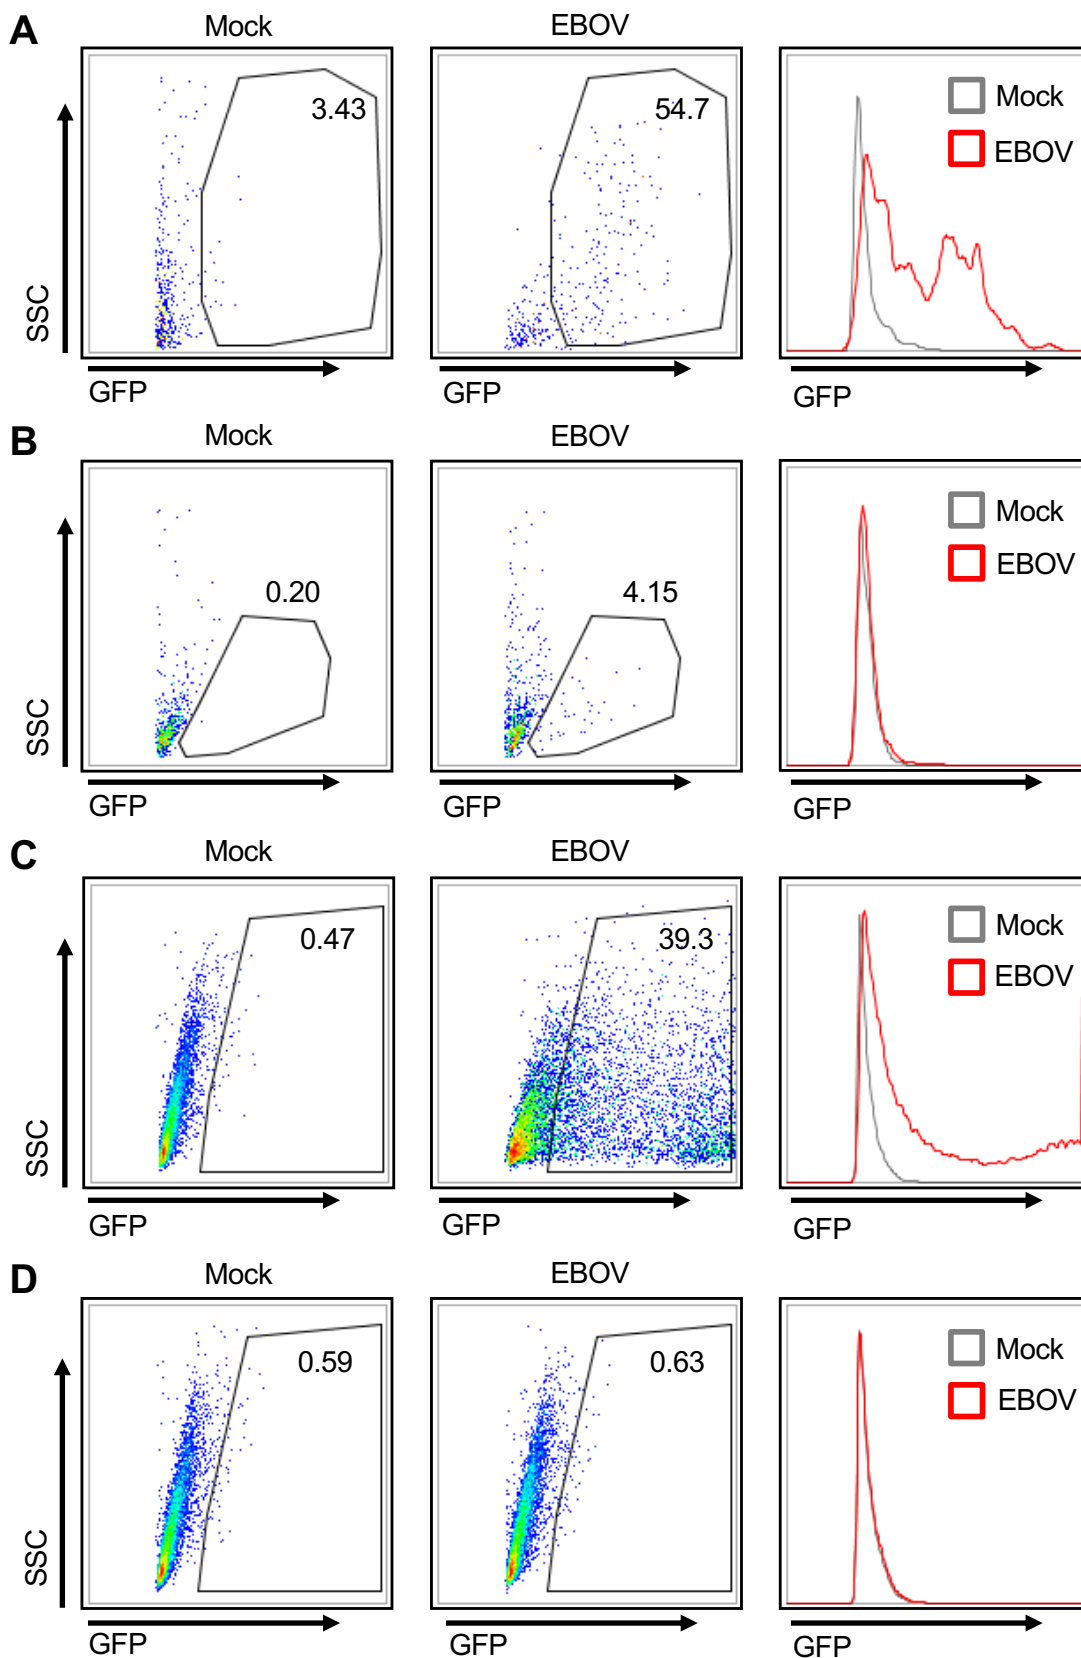 A
Mock
EBOV
3.43
54.7
Mock
EBOV
SSC
GFP
GFP
GFP
B
Mock
EBOV
0.20
4.15
Mock
EBOV
SSC
GFP
GFP
GFP
C
Mock
EBOV
0.47
39.3
Mock
EBOV
SSC
GFP
GFP
GFP
D
Mock
EBOV
0.59
0.63
Mock
EBOV
SSC
GFP
GFP
GFP